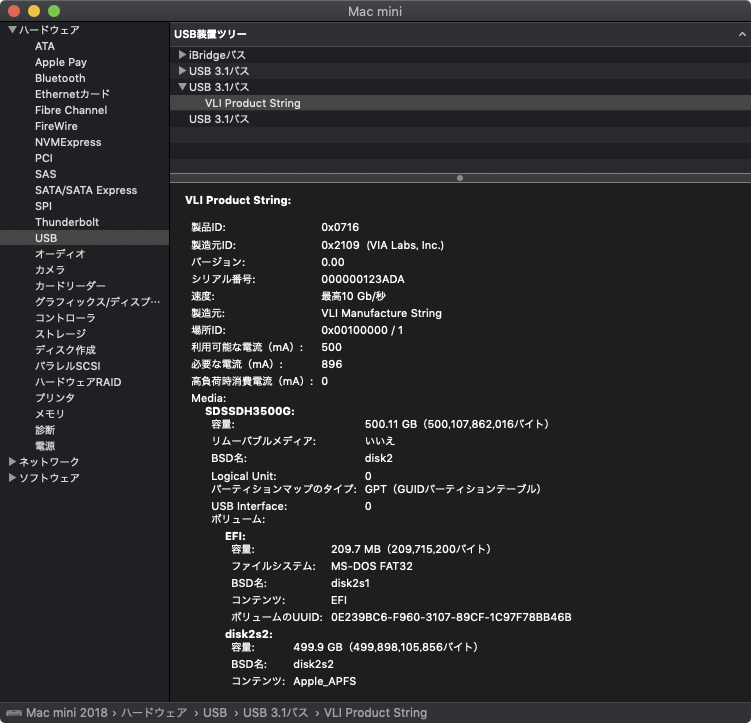 Mac mini
ハードウェア
ATA
Apple Pay
Bluetooth
Ethernetカード
Fibre Channel
FireWire
NVMExpress
PCI
SAS
SATA/SATA Express
SPI
Thunderbolt
USB
オーディオ
カメラ
カードリーダー
グラフィックス/ディスプ…
コントローラ
ストレージ
ディスク作成
パラレルSCSI
ハードウェアRAID
プリンタ
メモリ
診断
電源
ネットワーク
ソフトウェア
USB装置ツリー
iBridgeバス
USB 3.1バス
USB 3.1バス
VLI Product String
USB 3.1バス
VLI Product String:
製品ID: 0x0716
製造元ID: 0x2109 (VIA Labs, Inc.)
バージョン: 0.00
シリアル番号: 000000123ADA
速度: 最高10 Gb/秒
製造元: VLI Manufacture String
場所ID: 0x00100000 / 1
利用可能な電流（mA）: 500
必要な電流（mA）: 896
高負荷時消費電流（mA）: 0
Media:
SDSSDH3500G:
容量: 500.11 GB（500,107,862,016バイト）
リムーバブルメディア: いいえ
BSD名: disk2
Logical Unit: 0
パーティションマップのタイプ: GPT（GUIDパーティションテーブル）
USB Interface: 0
ボリューム:
EFI:
容量: 209.7 MB（209,715,200バイト）
ファイルシステム: MS-DOS FAT32
BSD名: disk2s1
コンテンツ: EFI
ボリュームのUUID: 0E239BC6-F960-3107-89CF-1C97F78BB46B
disk2s2:
容量: 499.9 GB（499,898,105,856バイト）
BSD名: disk2s2
コンテンツ: Apple_APFS
Mac mini 2018 › ハードウェア › USB › USB 3.1バス › VLI Product String